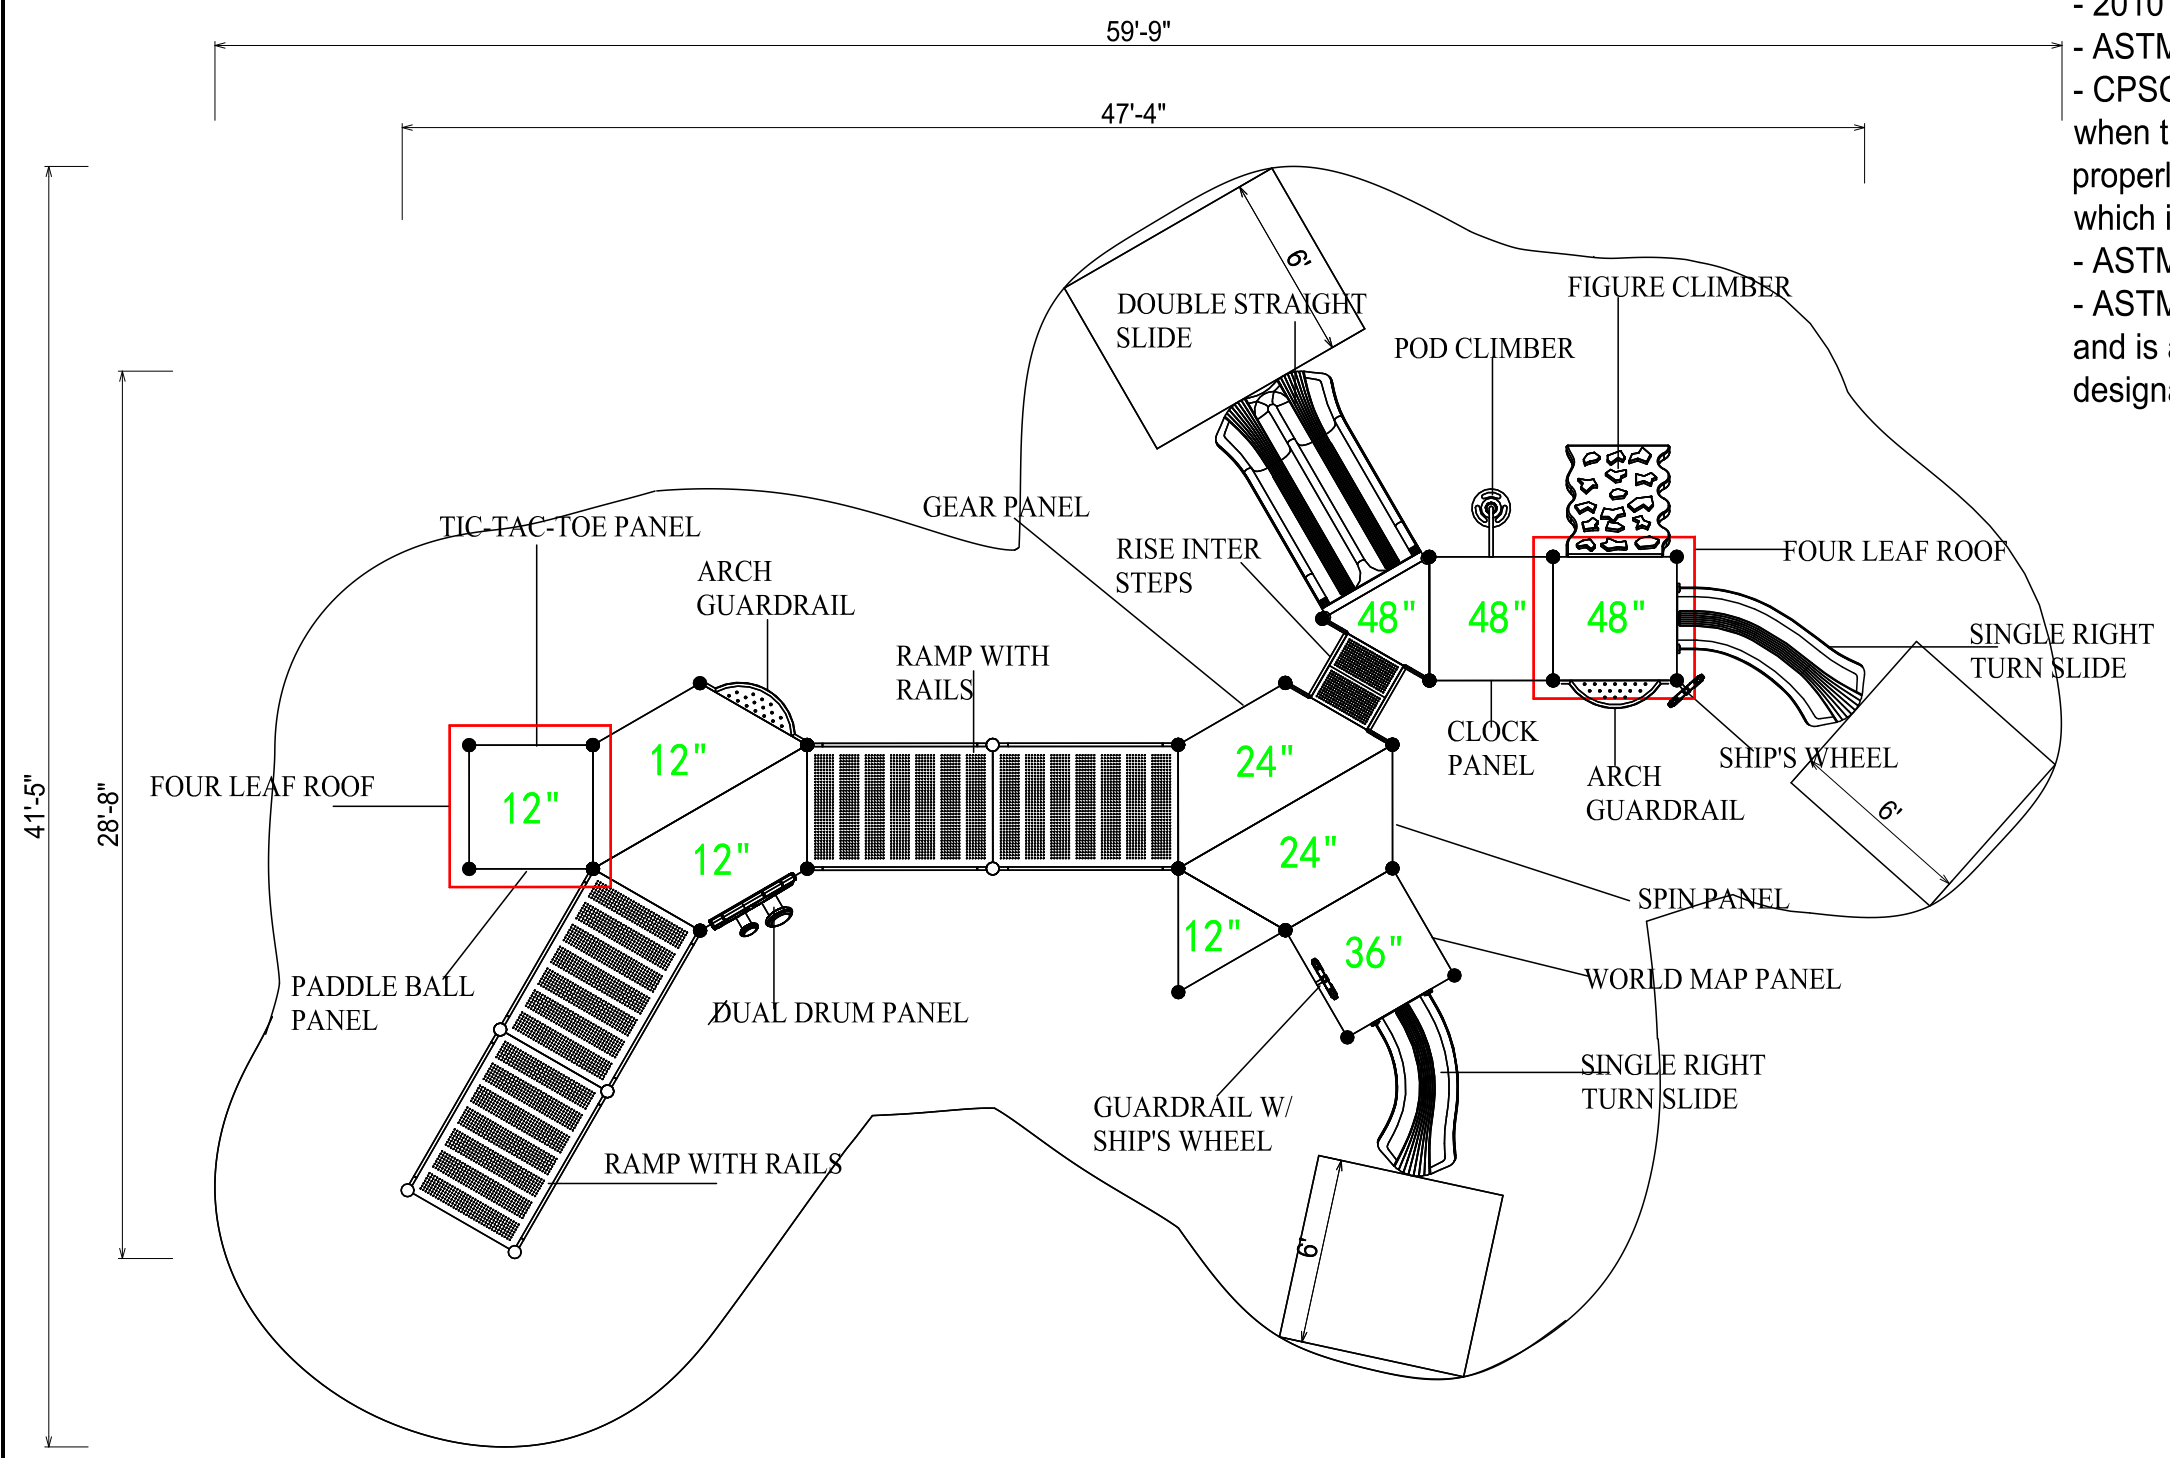 - 2010
59'-9"
- ASTM
- CPSC
47'-4"
when t
properl
which i
- ASTM
- ASTM
and is a
designa
6'
FIGURE CLIMBER
DOUBLE STRAIGHT
SLIDE
POD CLIMBER
GEAR PANEL
TIC-TAC-TOE PANEL
RISE INTER
STEPS
FOUR LEAF ROOF
ARCH
GUARDRAIL
48"
48"
48"
SINGLE RIGHT
TURN SLIDE
RAMP WITH
RAILS
CLOCK
PANEL
SHIP'S WHEEL
12"
24"
ARCH
GUARDRAIL
FOUR LEAF ROOF
12"
41'-5"
28'-8"
6'
12"
24"
SPIN PANEL
12"
36"
WORLD MAP PANEL
PADDLE BALL
PANEL
DUAL DRUM PANEL
SINGLE RIGHT
TURN SLIDE
GUARDRAIL W/
SHIP'S WHEEL
RAMP WITH RAILS
6'